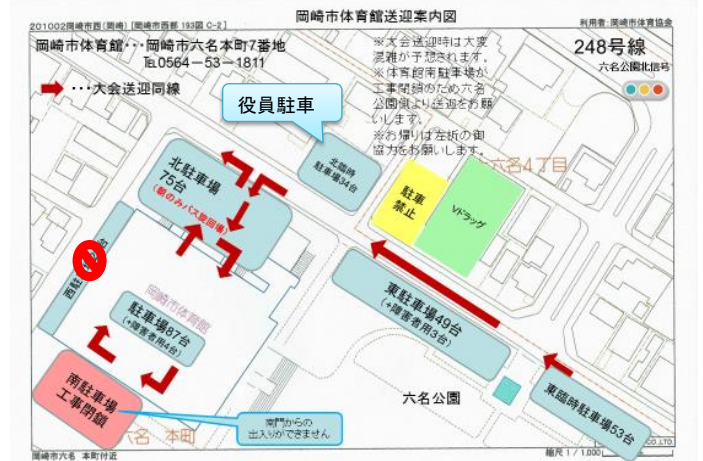 岡崎市体育館送迎案内図
201002岡崎市西(岡崎) [岡崎市西部 193図 C-2]
利用者:岡崎市体育協会
岡崎市体育館・・・岡崎市六名本町7番地
℡0564-53-1811
・・・大会送迎同線
※大会送迎時は大変
混雑が予想されます。
※体育館南駐車場が
工事閉鎖のため六名
公園側より送迎をお願
いします。
※お帰りは左折の御
協力をお願いします。
248号線
六名公園北信号
役員駐車
北臨時
駐車場34台
六名4丁目
北駐車場
75台
(朝のみバス旋回場)
駐車
禁止
Vドラッグ
西駐
台
岡崎市体育館
駐車場87台
(+障害者用4台)
東駐車場49台
(+障害者用3台)
南駐車場
工事閉鎖
南門からの
出入りができません
六名公園
東臨時駐車場53台
六名 本町
岡崎市六名 本町付近
縮尺 1 / 1,000
CO.,LTD.